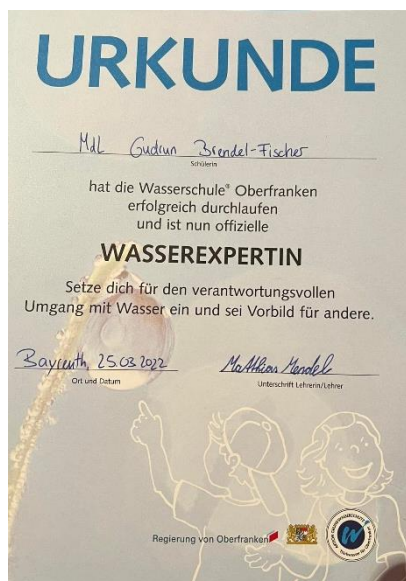 URKUNDE
MdL Gudrun Brendel-Fischer
Schülerin
hat die Wasserschule® Oberfranken
erfolgreich durchlaufen
und ist nun offizielle
WASSEREXPERTIN
Setze dich für den verantwortungsvollen
Umgang mit Wasser ein und sei Vorbild für andere.
Bayreuth, 25.03.2022
Ort und Datum
Matthias Mendel
Unterschrift Lehrerin/Lehrer
Regierung von Oberfranken